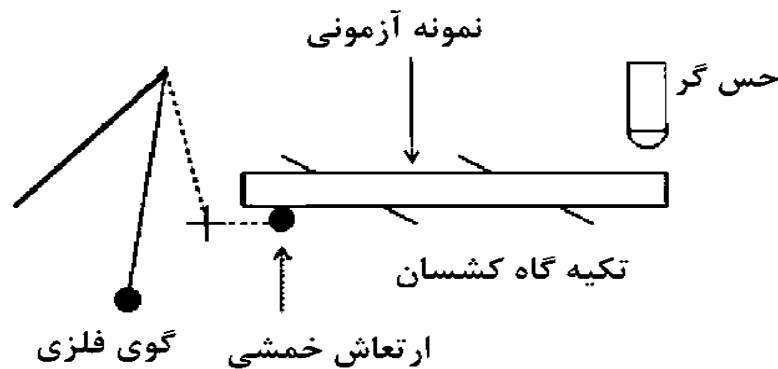 نمونه آزمونی
حس گر
تکیه گاه کشسان
ارتعاش خمشی
گوی فلزی